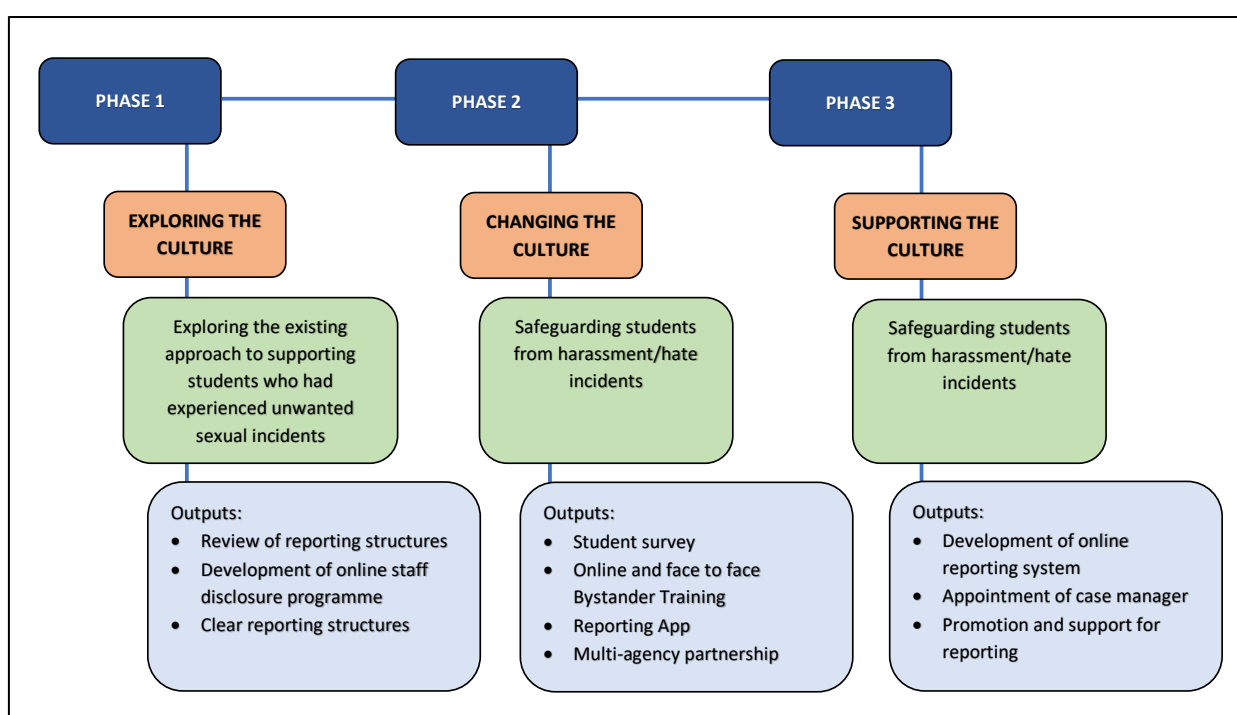 PHASE 1
PHASE 2
PHASE 3
EXPLORING THE
CULTURE
CHANGING THE
CULTURE
SUPPORTING THE
CULTURE
Exploring the existing
approach to supporting
students who had
experienced unwanted
sexual incidents
Safeguarding students
from harassment/hate
incidents
Safeguarding students
from harassment/hate
incidents
Outputs:
• Review of reporting structures
• Development of online staff
disclosure programme
• Clear reporting structures
Outputs:
• Student survey
• Online and face to face
Bystander Training
• Reporting App
• Multi-agency partnership
Outputs:
• Development of online
reporting system
• Appointment of case manager
• Promotion and support for
reporting